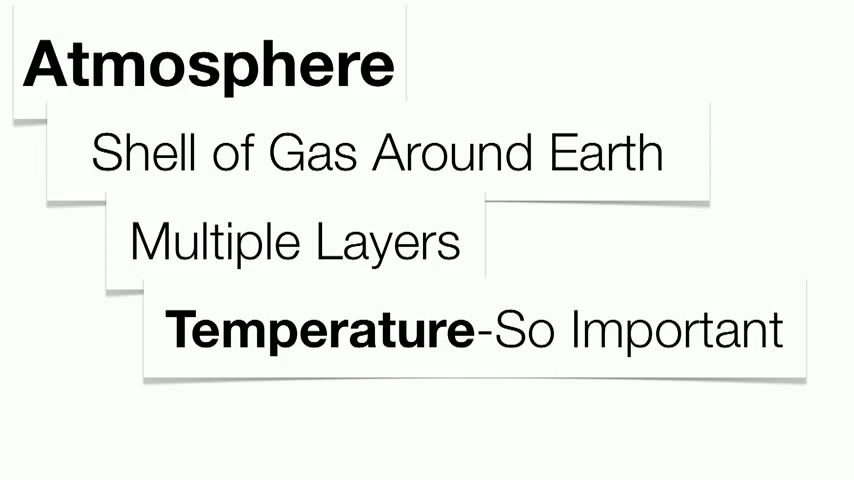 Atmosphere
Shell of Gas Around Earth
Multiple Layers
Temperature-So Important